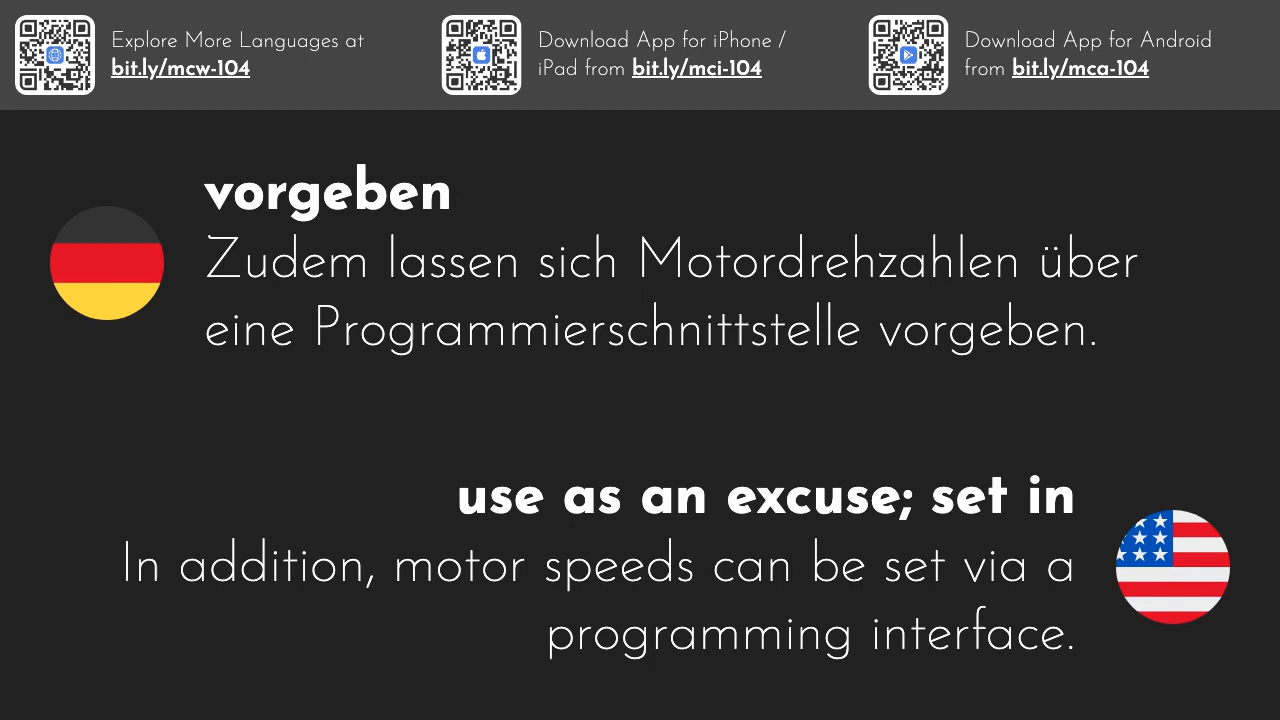 Explore More Languages at
bit.ly/mcw-104
Download App for iPhone /
iPad from bit.ly/mci-104
Download App for Android
from bit.ly/mca-104
vorgeben
Zudem lassen sich Motordrehzahlen über
eine Programmierschnittstelle vorgeben.
use as an excuse; set in
In addition, motor speeds can be set via a
programming interface.